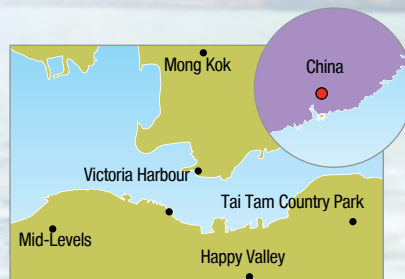 Mong Kok
China
Victoria Harbour
Tai Tam Country Park
Mid-Levels
Happy Valley